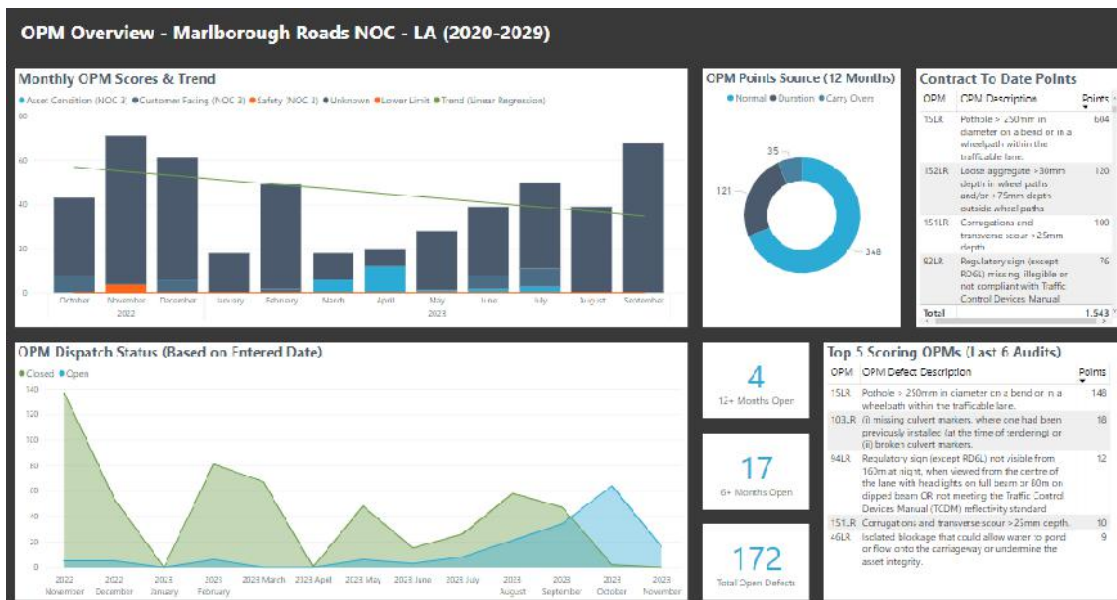 OPM Overview - Marlborough Roads NOC - LA (2020-2029)
Monthly OPM Scores & Trend
Asset Condition (NOC 3) Customer Facing (NOC 3) Safety (NOC 3) Unknown Lower Limit Trend (Linear Regression)
80
60
40
20
0
October November December January February March April May June July August September
2022 2023
OPM Points Source (12 Months)
Normal Duration Carry Overs
35
121
348
Contract To Date Points
OPM OPM Description Points
15LR Pothole > 250mm in 604
diameter on a bend or in a
wheelpath within the
trafficable lane.
152LR Loose aggregate >30mm 120
depth in wheel paths
and/or >75mm depth
outside wheel paths
151LR Corrugations and 100
transverse scour >25mm
depth
92LR Regulatory sign (except 76
RD6L) missing, illegible or
not compliant with Traffic
Control Devices Manual
Total 1,543
OPM Dispatch Status (Based on Entered Date)
Closed Open
140
120
100
80
60
40
20
0
2022 2022 2023 2023 2023 March 2023 April 2023 May 2023 June 2023 July 2023 2023 2023 2023
November December January February August September October November
4
12+ Months Open
17
6+ Months Open
172
Total Open Defects
Top 5 Scoring OPMs (Last 6 Audits)
OPM OPM Defect Description Points
15LR Pothole > 250mm in diameter on a bend or in a 148
wheelpath within the trafficable lane.
103LR (i) missing culvert markers, where one had been 18
previously installed (at the time of tendering) or
(ii) broken culvert markers.
94LR Regulatory sign (except RD6L) not visible from 12
160m at night, when viewed from the centre of
the lane with headlights on full beam or 80m on
dipped beam OR not meeting the Traffic Control
Devices Manual (TCDM) reflectivity standard
151LR Corrugations and transverse scour >25mm depth. 10
46LR Isolated blockage that could allow water to pond 9
or flow onto the carriageway or undermine the
asset integrity.